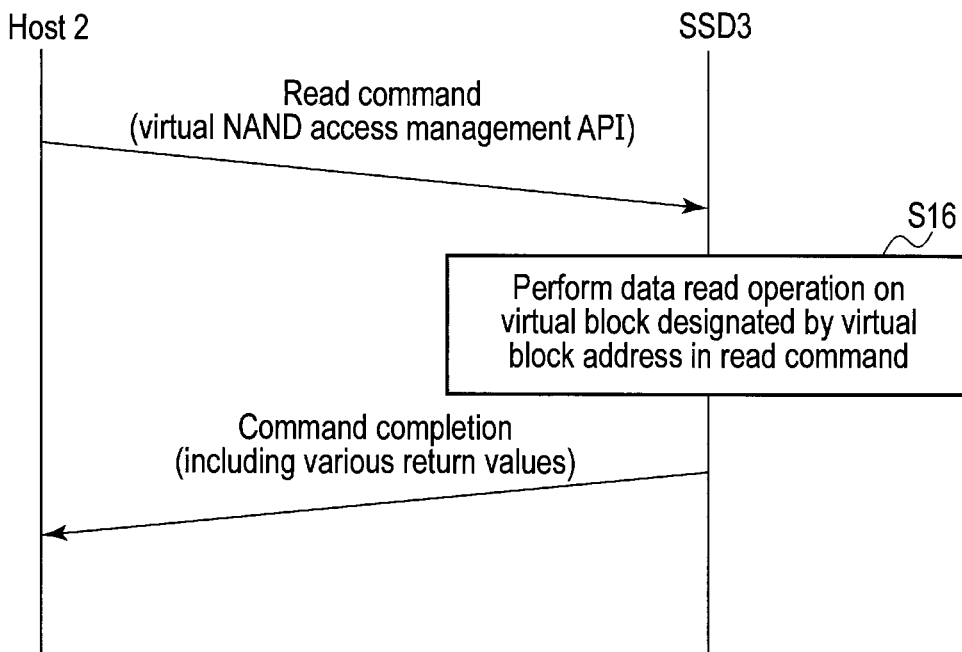 Host 2
SSD3
Read command
(virtual NAND access management API)
S16
Perform data read operation on
virtual block designated by virtual
block address in read command
Command completion
(including various return values)